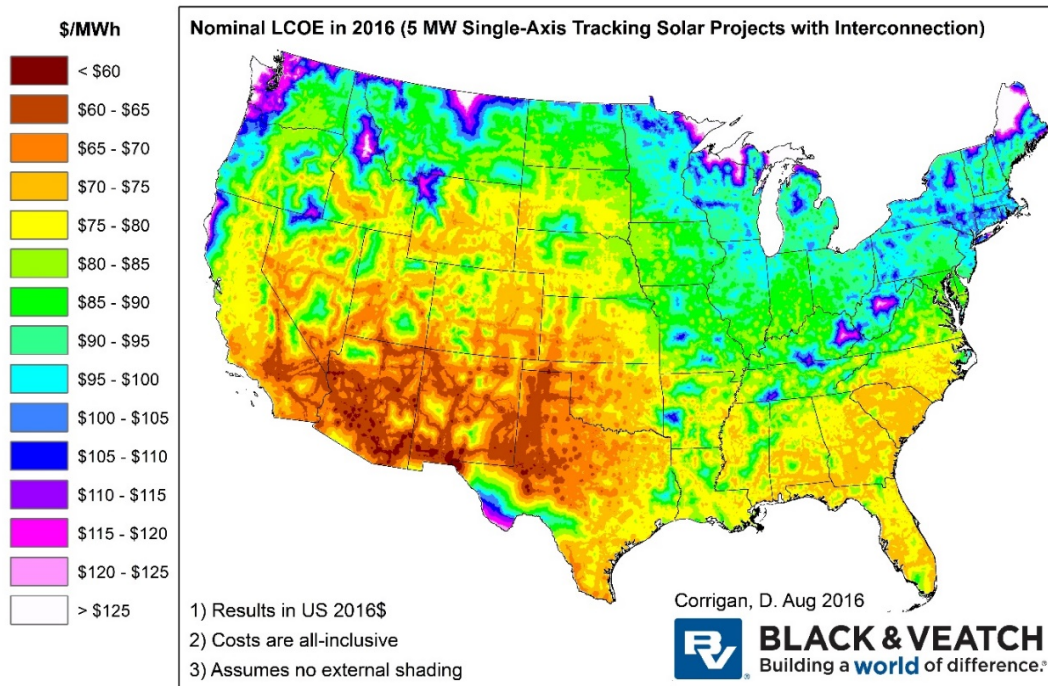 $/MWh
< $60
$60 - $65
$65 - $70
$70 - $75
$75 - $80
$80 - $85
$85 - $90
$90 - $95
$95 - $100
$100 - $105
$105 - $110
$110 - $115
$115 - $120
$120 - $125
> $125
Nominal LCOE in 2016 (5 MW Single-Axis Tracking Solar Projects with Interconnection)
1) Results in US 2016$
2) Costs are all-inclusive
3) Assumes no external shading
Corrigan, D. Aug 2016
BV®
BLACK & VEATCH
Building a world of difference.®